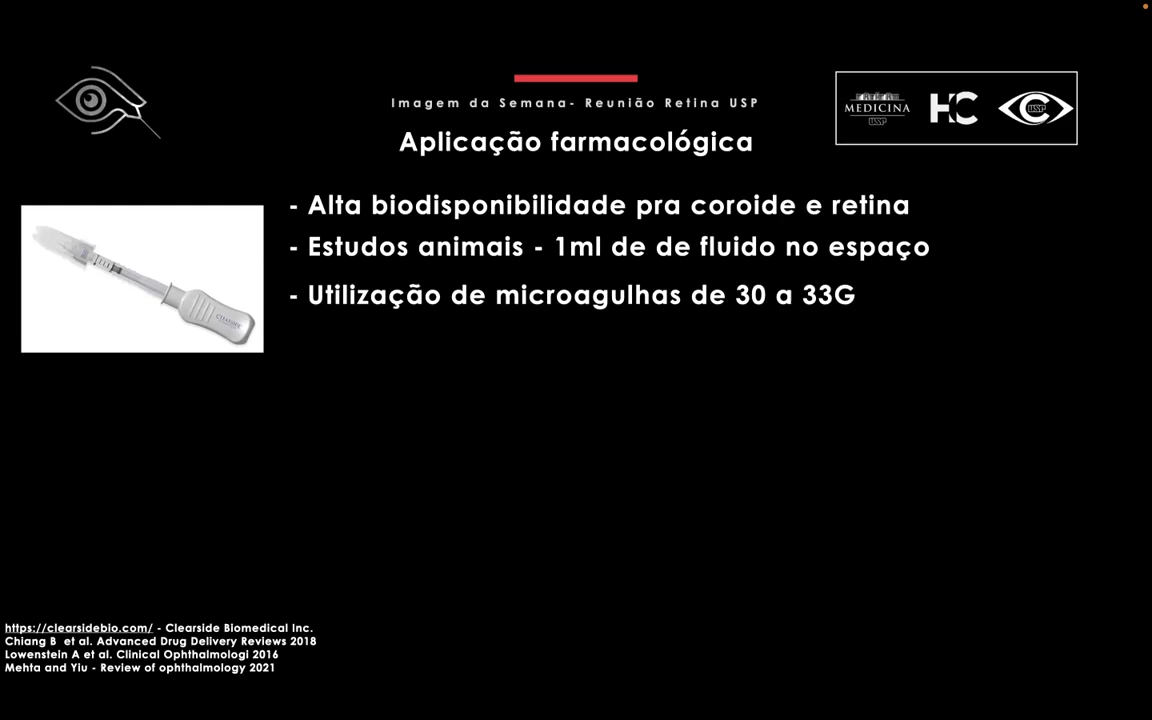 Imagem da Semana- Reunião Retina USP
Aplicação farmacológica
MEDICINA
USP
HC
C
USP
- Alta biodisponibilidade pra coroide e retina
- Estudos animais - 1ml de de fluido no espaço
- Utilização de microagulhas de 30 a 33G
CLEARSIDE
https://clearsidebio.com/ - Clearside Biomedical Inc.
Chiang B et al. Advanced Drug Delivery Reviews 2018
Lowenstein A et al. Clinical Ophthalmologi 2016
Mehta and Yiu - Review of ophthalmology 2021